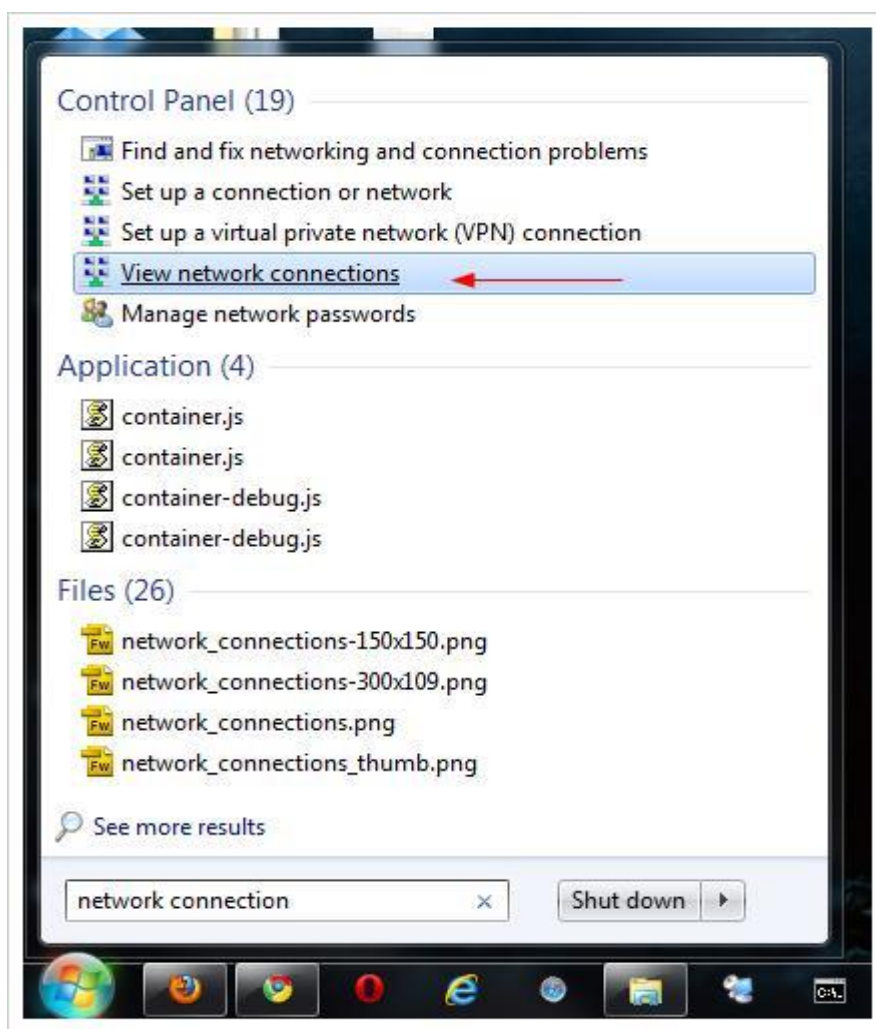 Control Panel (19)
Find and fix networking and connection problems
Set up a connection or network
Set up a virtual private network (VPN) connection
View network connections
Manage network passwords
Application (4)
container.js
container.js
container-debug.js
container-debug.js
Files (26)
network_connections-150x150.png
network_connections-300x109.png
network_connections.png
network_connections_thumb.png
See more results
network connection
Shut down
C:\.